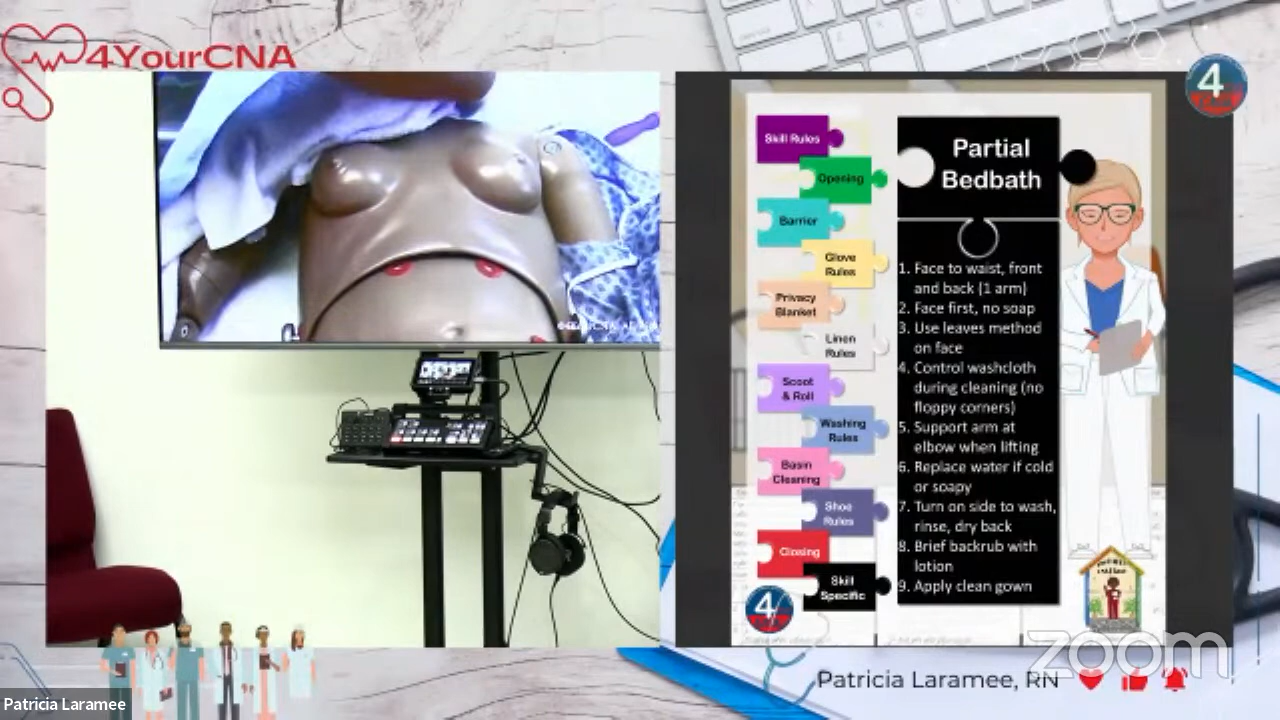 4YourCNA
4
Skill Rules
Opening
Barrier
Glove
Rules
Privacy
Blanket
Linen
Rules
Scoot
& Roll
Washing
Rules
Basin
Cleaning
Shoe
Rules
Closing
Skill
Specific
Partial
Bedbath
1. Face to waist, front
and back (1 arm)
2. Face first, no soap
3. Use leaves method
on face
4. Control washcloth
during cleaning (no
floppy corners)
5. Support arm at
elbow when lifting
6. Replace water if cold
or soapy
7. Turn on side to wash,
rinse, dry back
8. Brief backrub with
lotion
9. Apply clean gown
4
zoom
Patricia Laramee, RN
Patricia Laramee